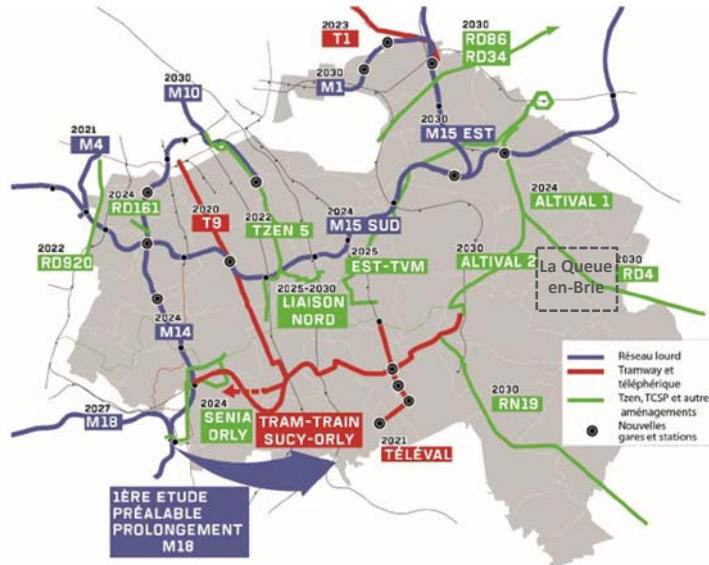 2023
T1
2030
RD86
RD34
2030
M10
2030
M1
2030
M15 EST
2021
M4
2024
RD161
2020
T9
2022
TZEN 5
2024
M15 SUD
2024
ALTIVAL 1
2022
RD920
2025
EST-TVM
2030
ALTIVAL 2
La Queue
en-Brie
2030
RD4
2025-2030
LIAISON
NORD
2024
M14
Réseau lourd
Tramway et
téléphérique
Tzen, TCSP et autre
aménagements
Nouvelles
gares et stations
2030
RN19
2024
SENIA
ORLY
TRAM-TRAIN
SUCY-ORLY
2021
TÉLÉVAL
2027
M18
1ÈRE ETUDE
PRÉALABLE
PROLONGEMENT
M18